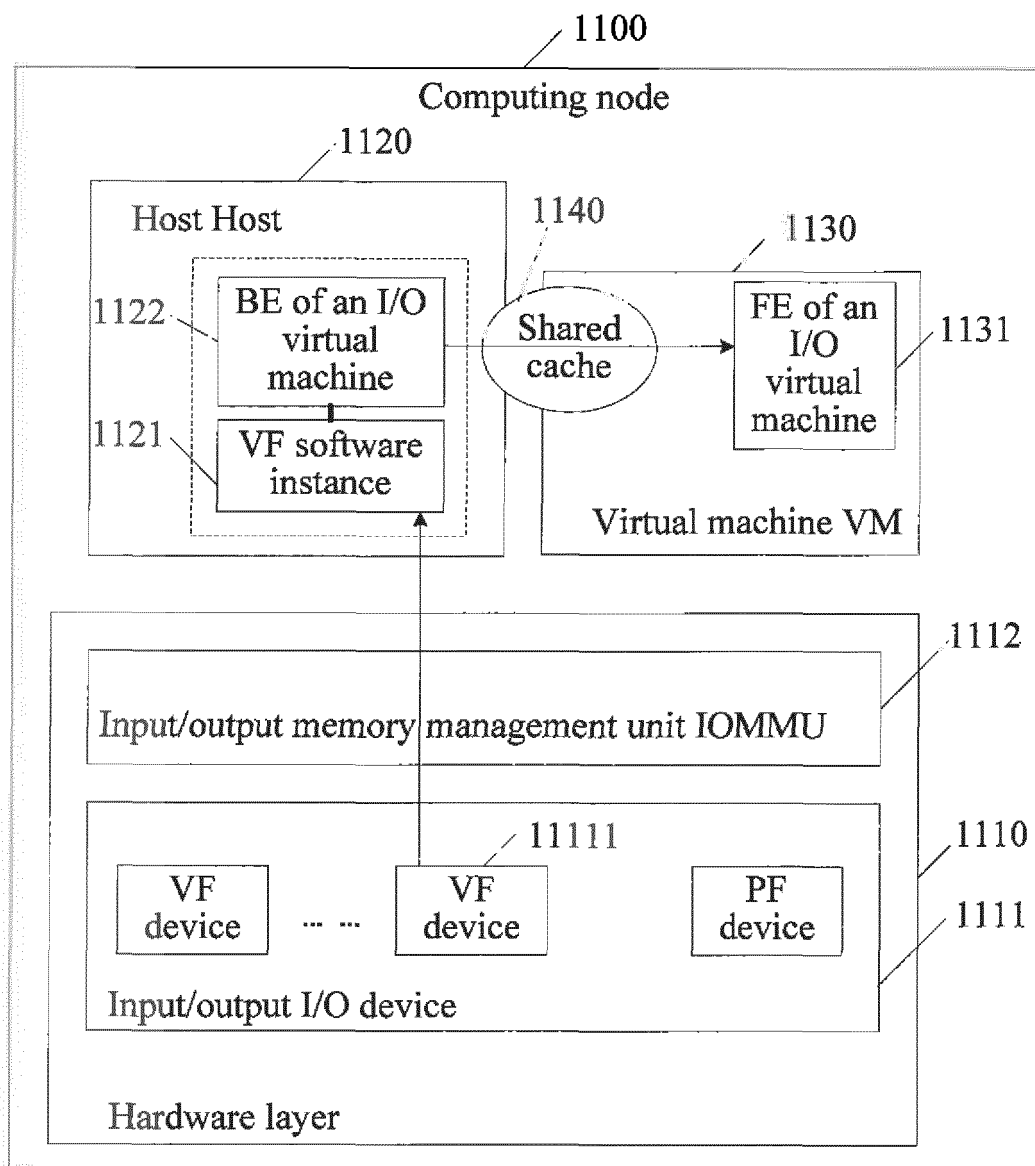 1100
Computing node
1120
Host Host
1140
1130
1122
BE of an I/O
virtual
machine
Shared
cache
FE of an
I/O
virtual
machine
1131
1121
VF software
instance
Virtual machine VM
1112
Input/output memory management unit IOMMU
11111
1110
VF
device
... ...
VF
device
PF
device
1111
Input/output I/O device
Hardware layer